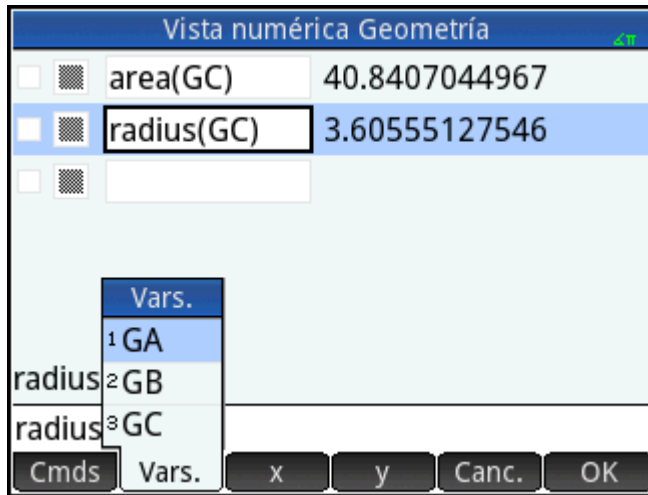 Vista numérica Geometría
∡π
area(GC) 40.8407044967
radius(GC) 3.60555127546
Vars.
1 GA
radius 2 GB
radius 3 GC
Cmds Vars. x y Canc. OK